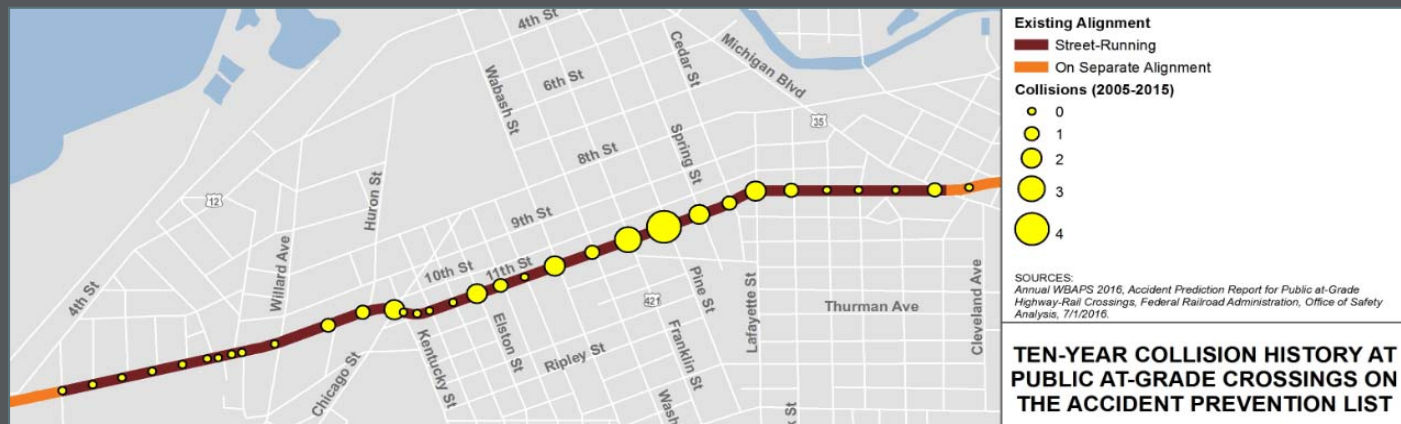 4th St
Cedar St
Michigan Blvd
Wabash St
6th St
35
8th St
Spring St
12
Huron St
9th St
Willard Ave
10th St
11th St
4th St
421
Pine St
Lafayette St
Thurman Ave
Cleveland Ave
Elston St
Kentucky St
Ripley St
Franklin St
Chicago St
Wash
k St
Existing Alignment
Street-Running
On Separate Alignment
Collisions (2005-2015)
0
1
2
3
4
SOURCES:
Annual WBAPS 2016, Accident Prediction Report for Public at-Grade
Highway-Rail Crossings, Federal Railroad Administration, Office of Safety
Analysis, 7/1/2016.
TEN-YEAR COLLISION HISTORY AT
PUBLIC AT-GRADE CROSSINGS ON
THE ACCIDENT PREVENTION LIST